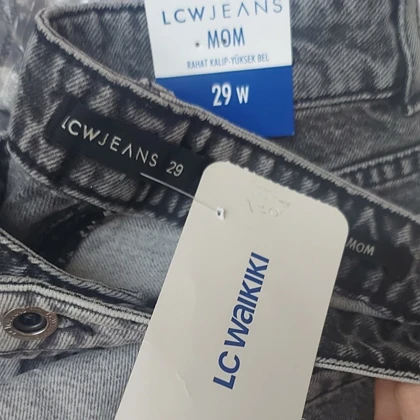 LCWJEANS
MOM
RAHAT KALIP-YÜKSEK BEL
29 W
LCWJEANS 29
MOM
LC Waikiki